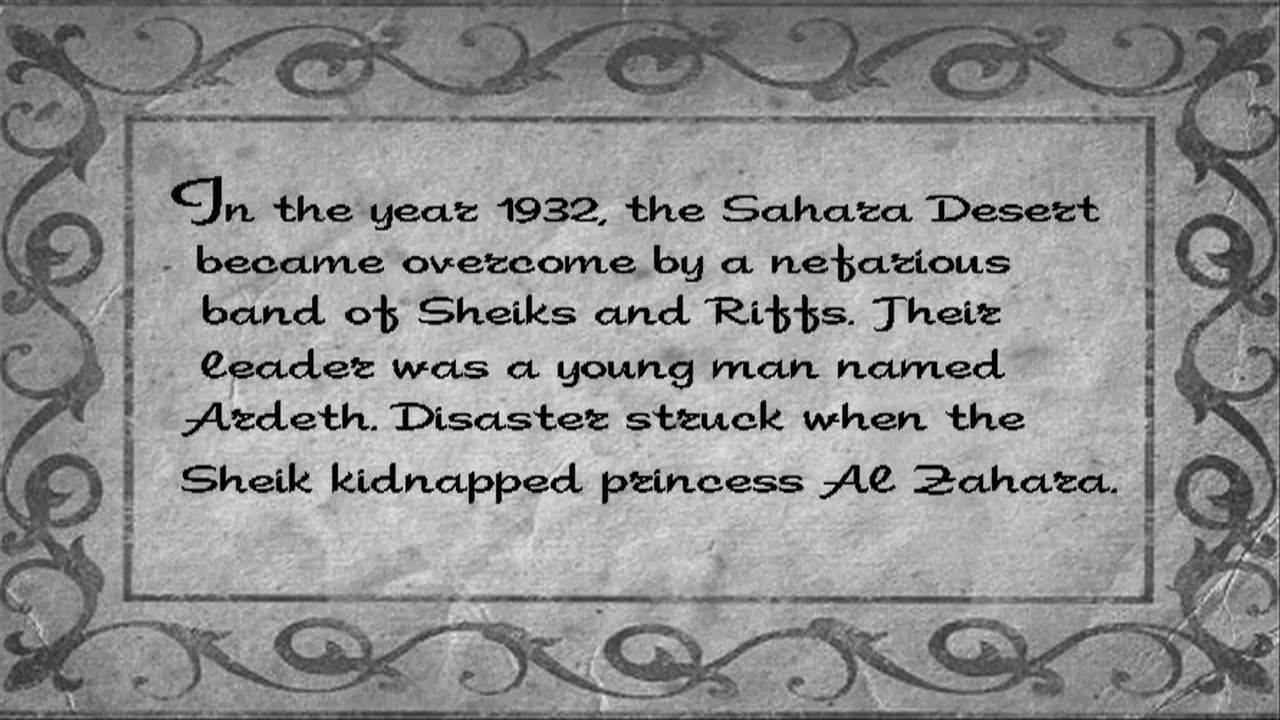 In the year 1932, the Sahara Desert
became overcome by a nefarious
band of Sheiks and Riffs. Their
leader was a young man named
Ardeth. Disaster struck when the
Sheik kidnapped princess Al Zahara.